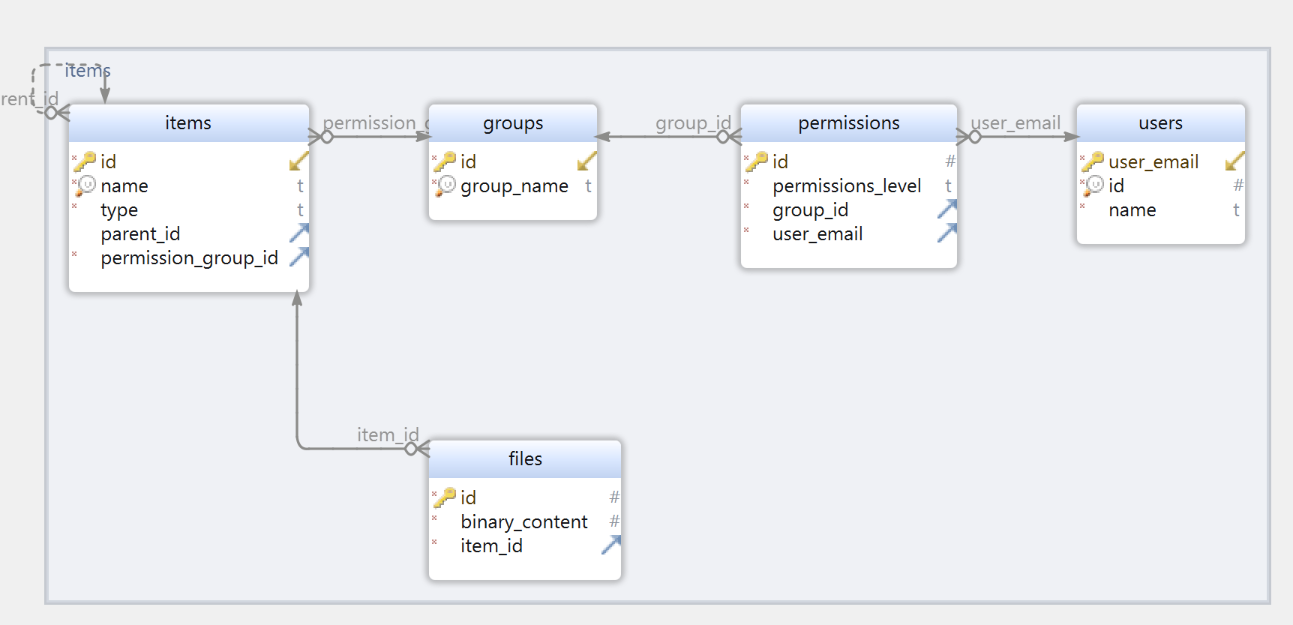 items
rent_id
items
id
name t
type t
parent_id
permission_group_id
permission_
groups
id
group_name t
group_id
permissions
id #
permissions_level t
group_id
user_email
user_email
users
user_email
id #
name t
item_id
files
id #
binary_content #
item_id